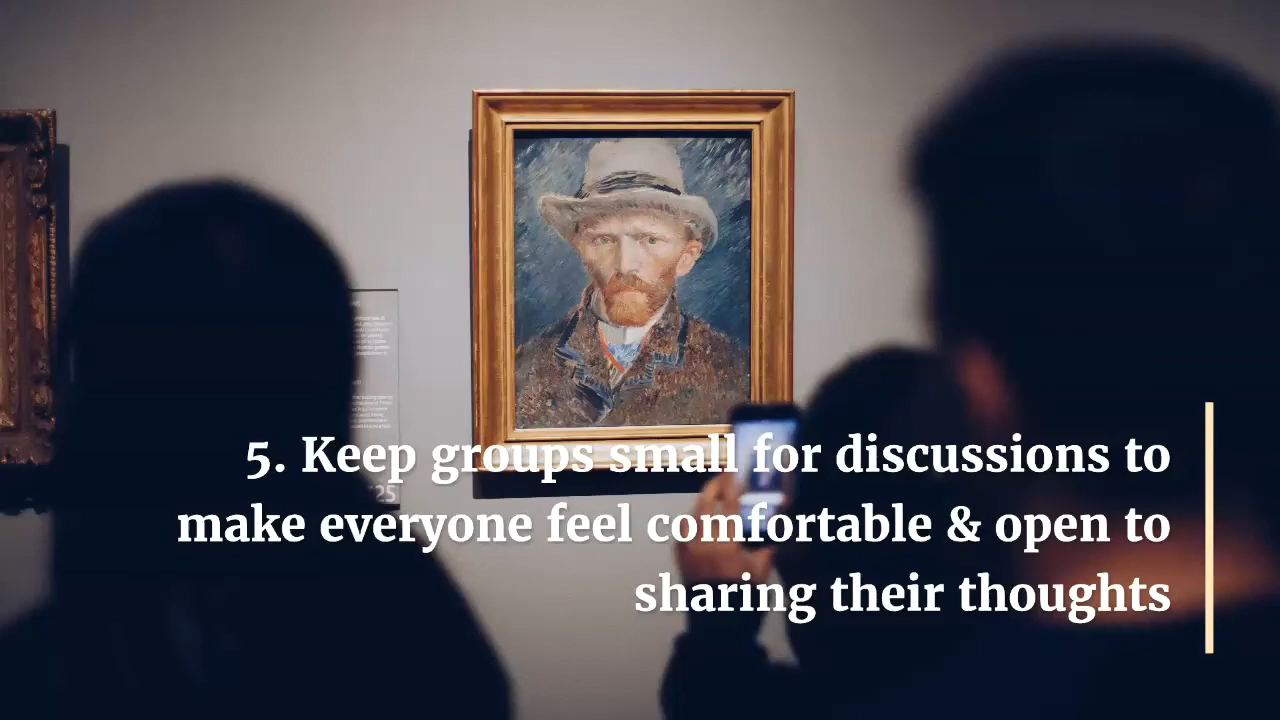 5. Keep groups small for discussions to
make everyone feel comfortable & open to
sharing their thoughts